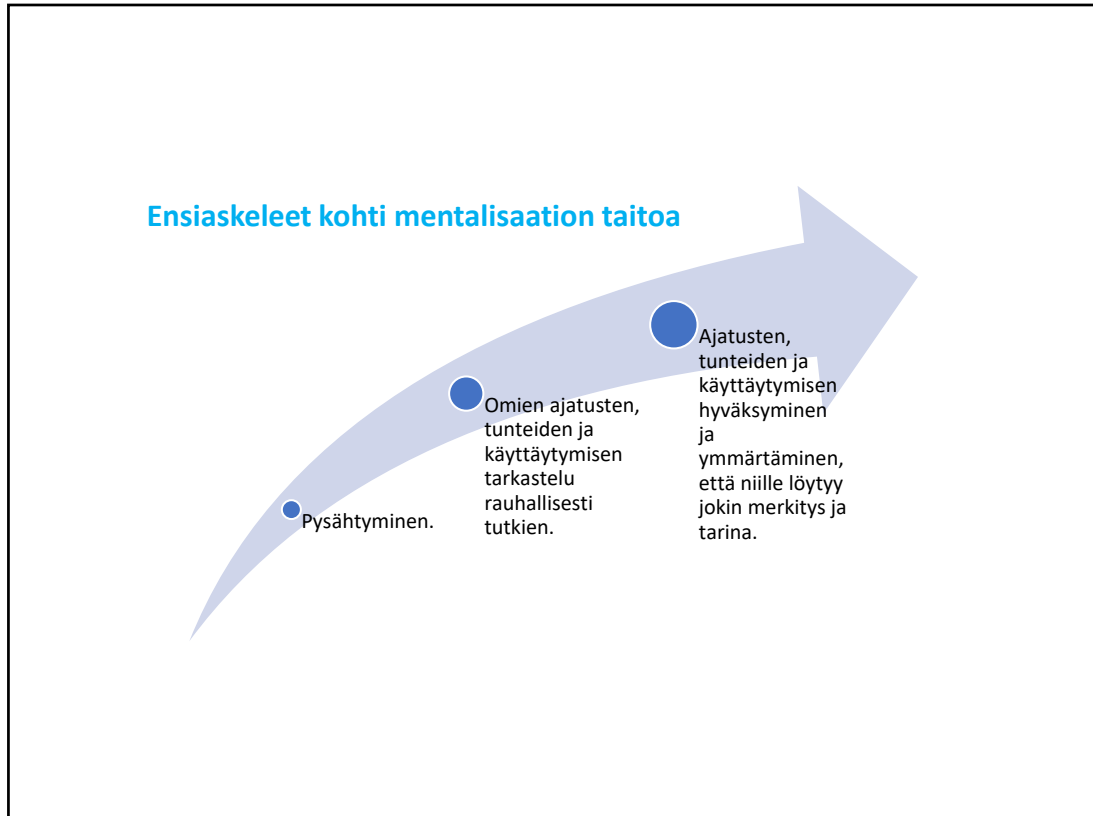 Ensiaskeleet kohti mentalisaation taitoa
Pysähtyminen.
Omien ajatusten,
tunteiden ja
käyttäytymisen
tarkastelu
rauhallisesti
tutkien.
Ajatusten,
tunteiden ja
käyttäytymisen
hyväksyminen
ja
ymmärtäminen,
että niille löytyy
jokin merkitys ja
tarina.